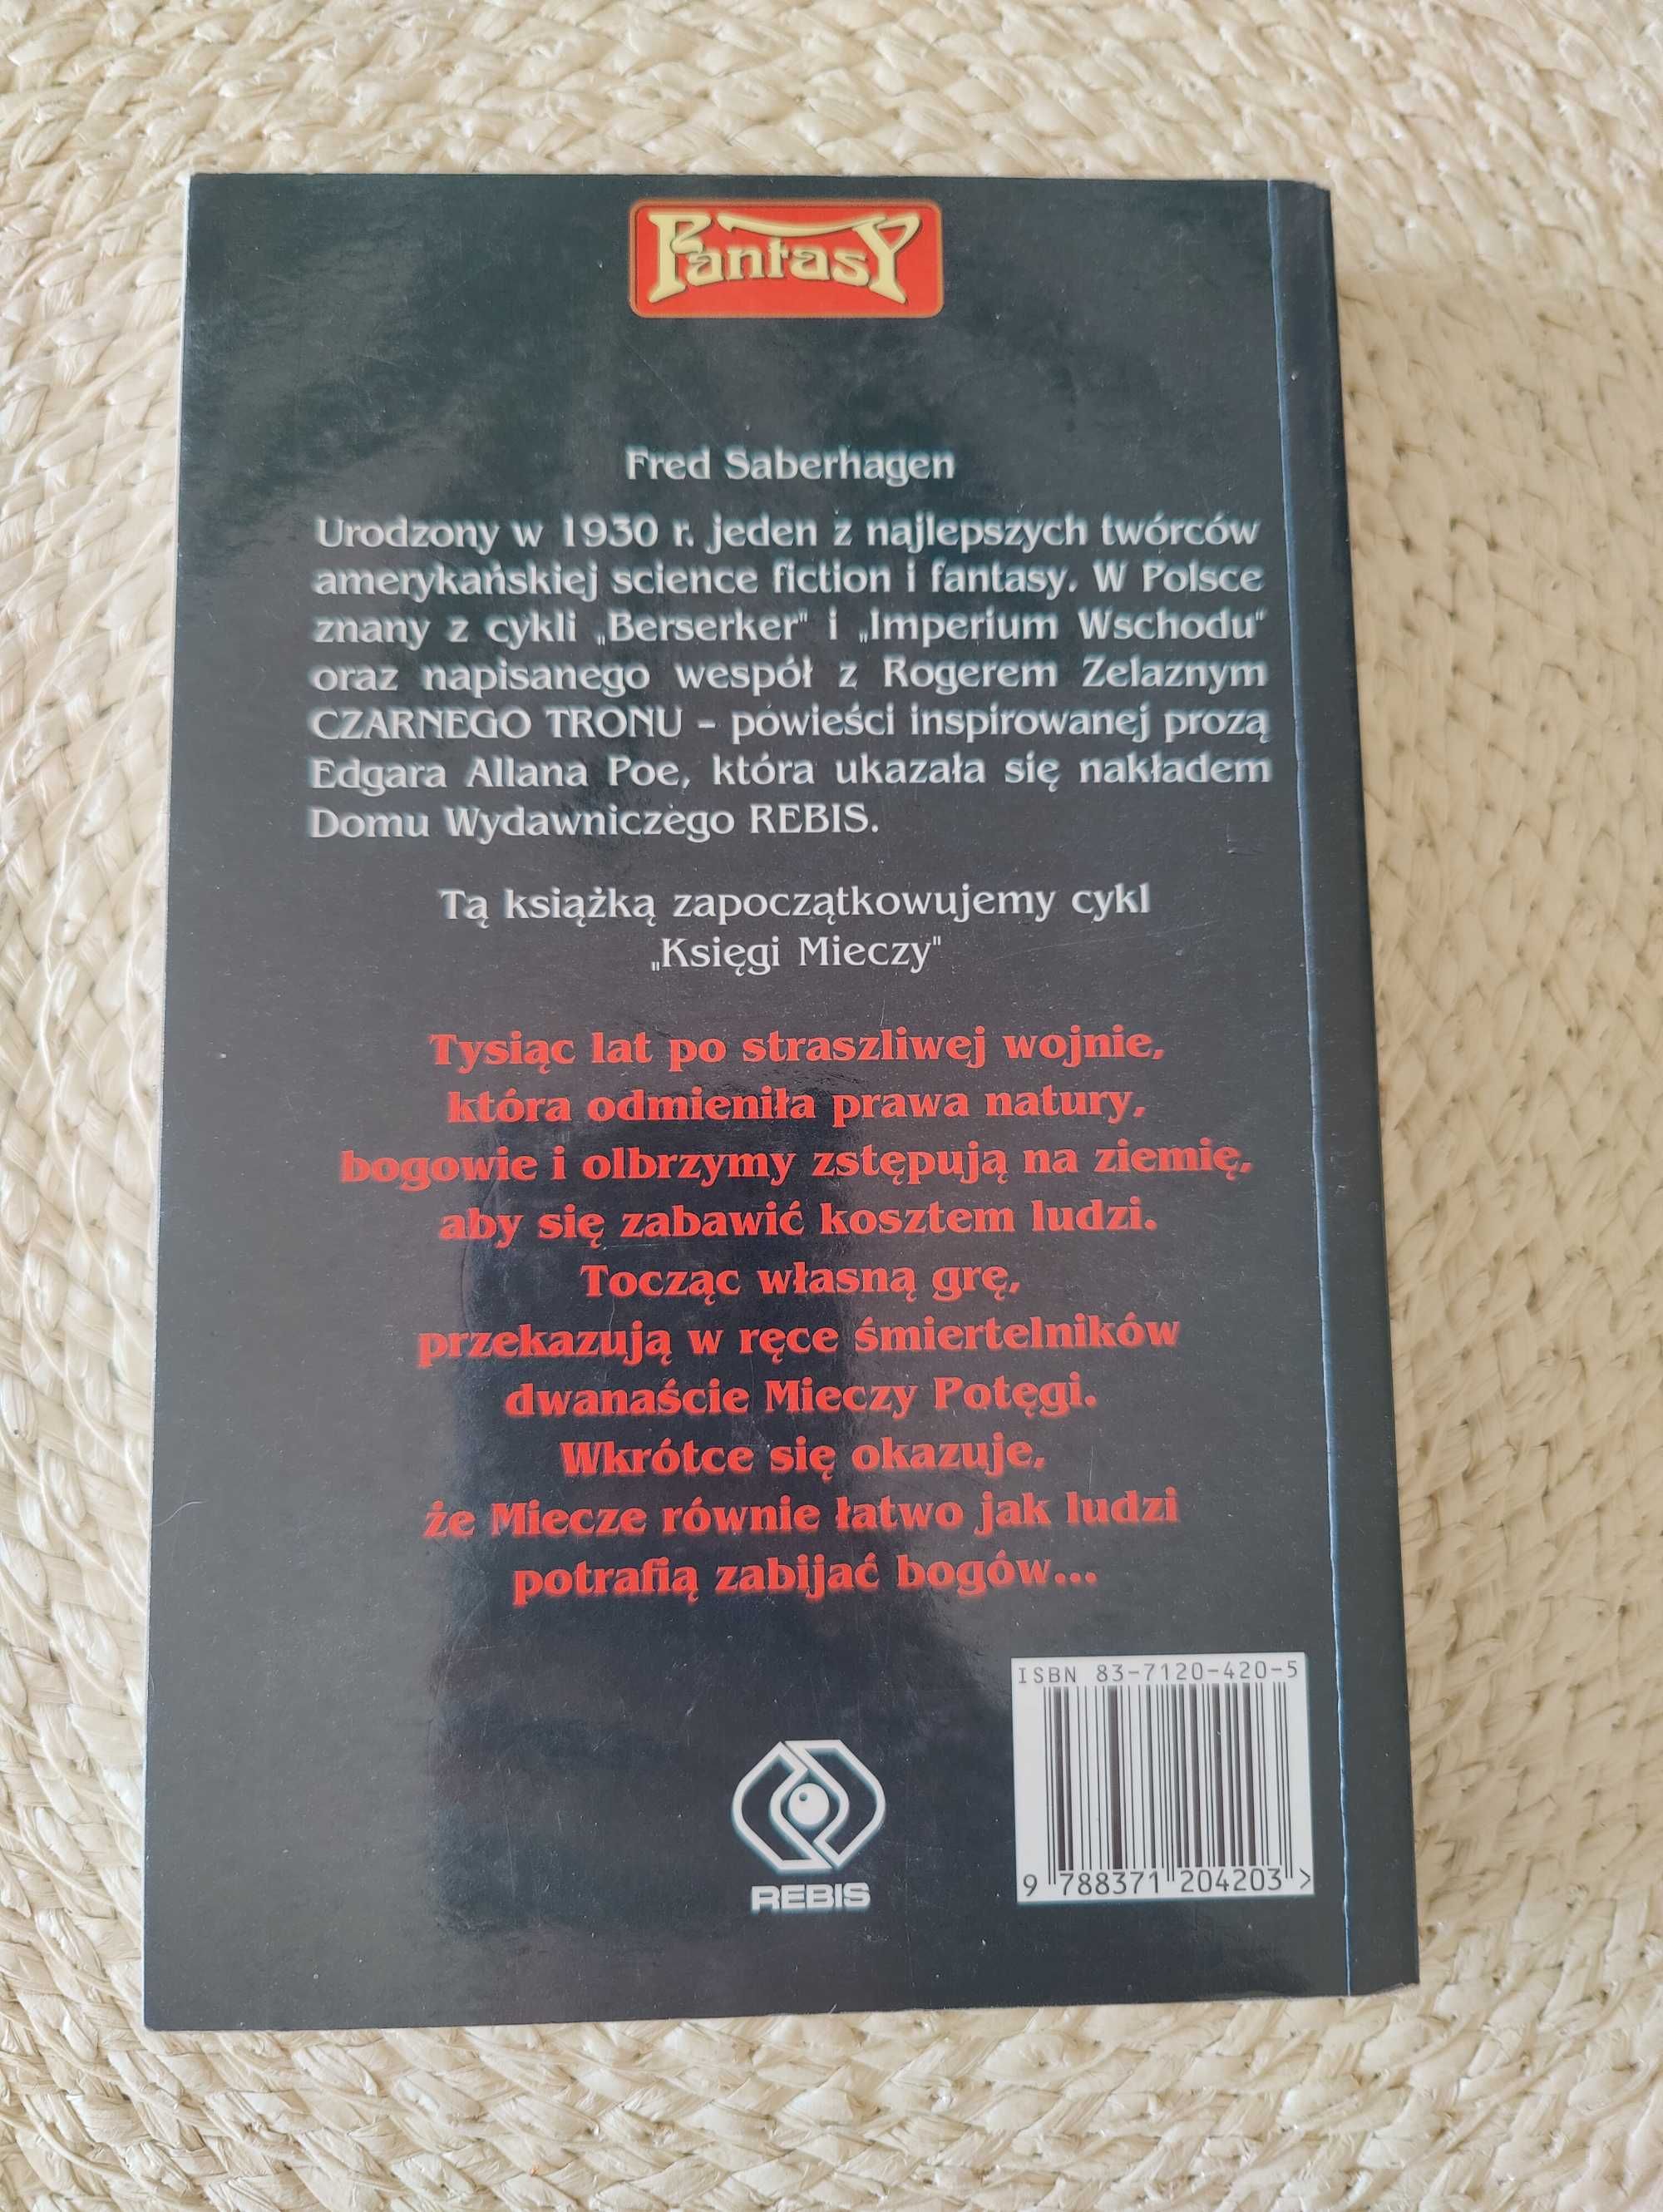 Fantasy
Fred Saberhagen
Urodzony w 1930 r. jeden z najlepszych twórców
amerykańskiej science fiction i fantasy. W Polsce
znany z cykli „Berserker" i „Imperium Wschodu"
oraz napisanego wespół z Rogerem Zelaznym
CZARNEGO TRONU – powieści inspirowanej prozą
Edgara Allana Poe, która ukazała się nakładem
Domu Wydawniczego REBIS.
Tą książką zapoczątkowujemy cykl
„Księgi Mieczy"
Tysiąc lat po straszliwej wojnie,
która odmieniła prawa natury,
bogowie i olbrzymy zstępują na ziemię,
aby się zabawić kosztem ludzi.
Tocząc własną grę,
przekazują w ręce śmiertelników
dwanaście Mieczy Potęgi.
Wkrótce się okazuje,
że Miecze równie łatwo jak ludzi
potrafią zabijać bogów...
ISBN 83-7120-420-5
9 788371 204203 >
REBIS